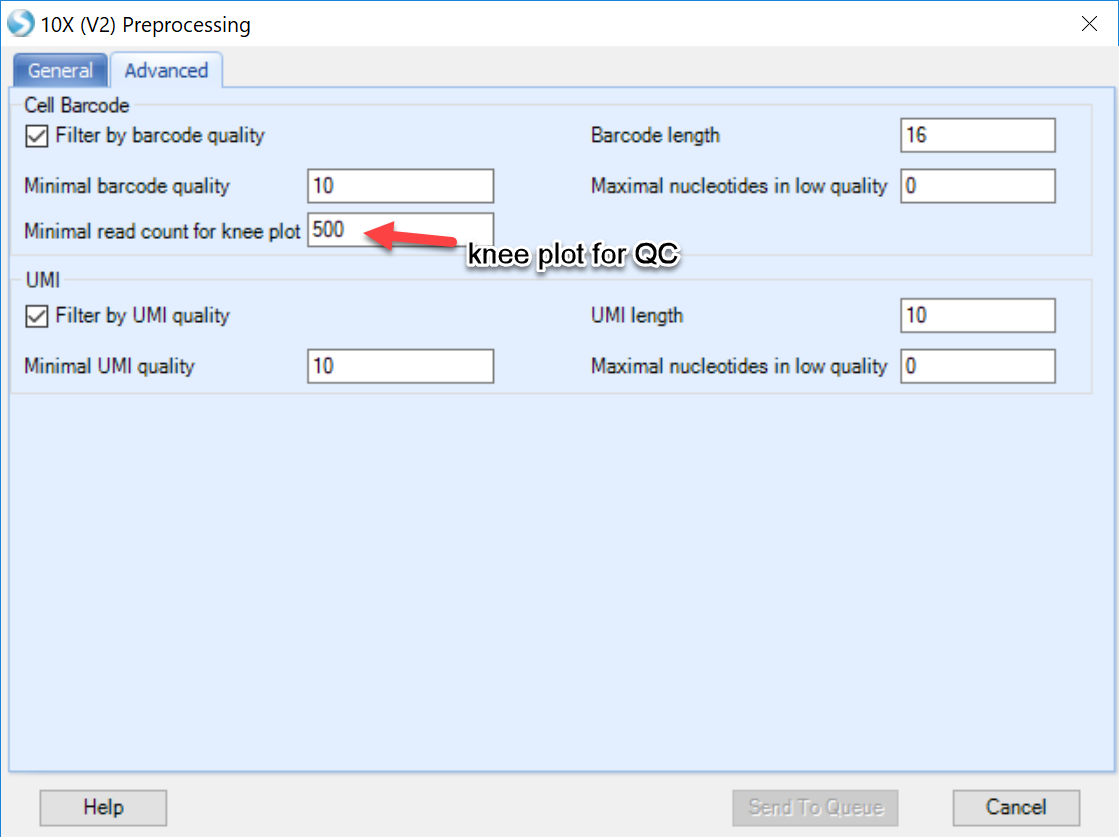 10X (V2) Preprocessing
General
Advanced
Cell Barcode
Filter by barcode quality
Barcode length
16
Minimal barcode quality
10
Maximal nucleotides in low quality
0
Minimal read count for knee plot
500
knee plot for QC
UMI
Filter by UMI quality
UMI length
10
Minimal UMI quality
10
Maximal nucleotides in low quality
0
Help
Send To Queue
Cancel